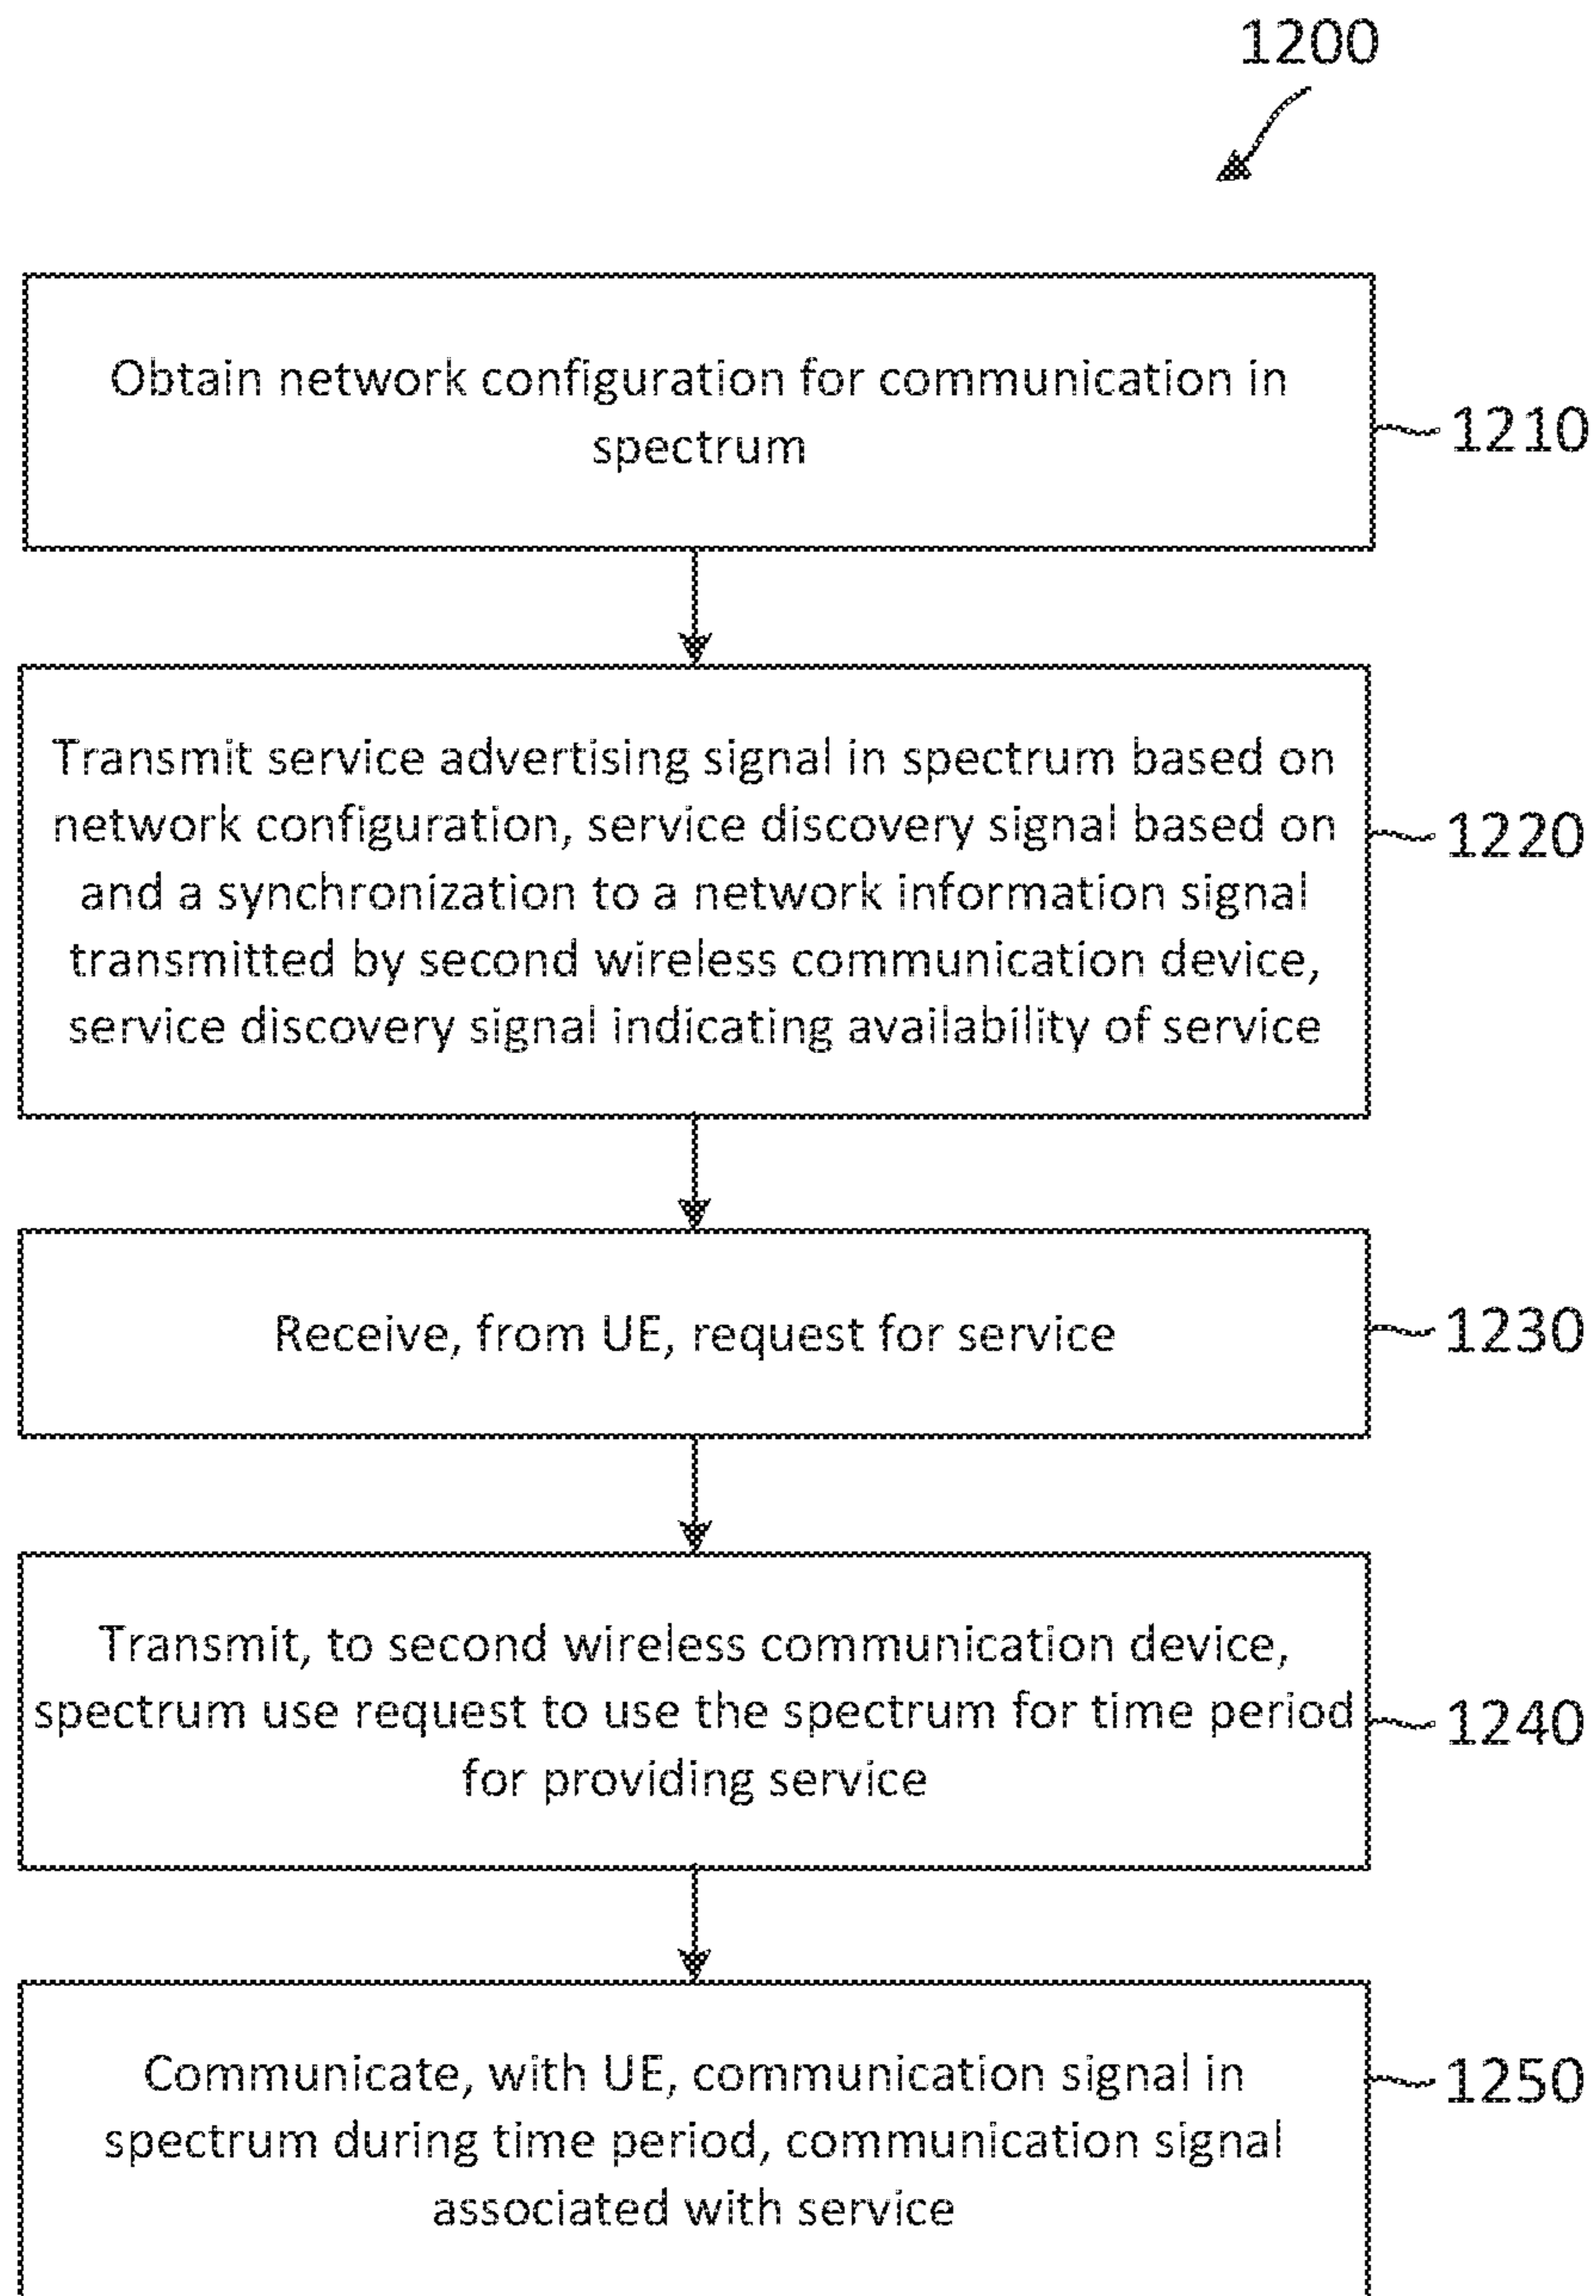 1200
Obtain network configuration for communication in
spectrum
1210
Transmit service advertising signal in spectrum based on
network configuration, service discovery signal based on
and a synchronization to a network information signal
transmitted by second wireless communication device,
service discovery signal indicating availability of service
1220
Receive, from UE, request for service
1230
Transmit, to second wireless communication device,
spectrum use request to use the spectrum for time period
for providing service
1240
Communicate, with UE, communication signal in
spectrum during time period, communication signal
associated with service
1250